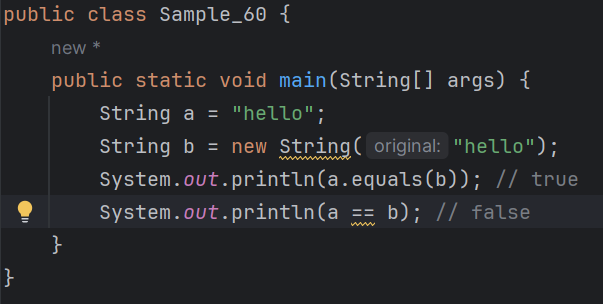 public class Sample_60 {
new *
public static void main(String[] args) {
String a = "hello";
String b = new String( original: "hello");
System.out.println(a.equals(b)); // true
System.out.println(a == b); // false
}
}